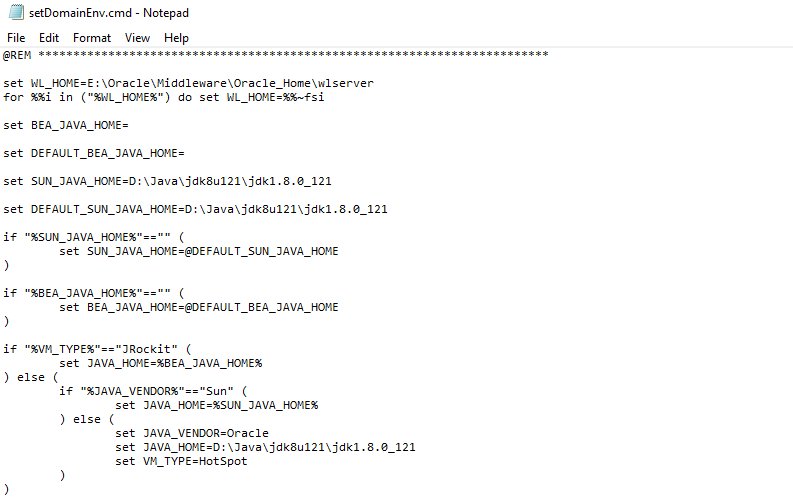 setDomainEnv.cmd - Notepad
File Edit Format View Help
@REM *************************************************************************
set WL_HOME=E:\Oracle\Middleware\Oracle_Home\wlserver
for %%i in ("%WL_HOME%") do set WL_HOME=%%~fsi
set BEA_JAVA_HOME=
set DEFAULT_BEA_JAVA_HOME=
set SUN_JAVA_HOME=D:\Java\jdk8u121\jdk1.8.0_121
set DEFAULT_SUN_JAVA_HOME=D:\Java\jdk8u121\jdk1.8.0_121
if "%SUN_JAVA_HOME%"=="" (
        set SUN_JAVA_HOME=@DEFAULT_SUN_JAVA_HOME
)
if "%BEA_JAVA_HOME%"=="" (
        set BEA_JAVA_HOME=@DEFAULT_BEA_JAVA_HOME
)
if "%VM_TYPE%"=="JRockit" (
        set JAVA_HOME=%BEA_JAVA_HOME%
) else (
        if "%JAVA_VENDOR%"=="Sun" (
                set JAVA_HOME=%SUN_JAVA_HOME%
        ) else (
                set JAVA_VENDOR=Oracle
                set JAVA_HOME=D:\Java\jdk8u121\jdk1.8.0_121
                set VM_TYPE=HotSpot
        )
)